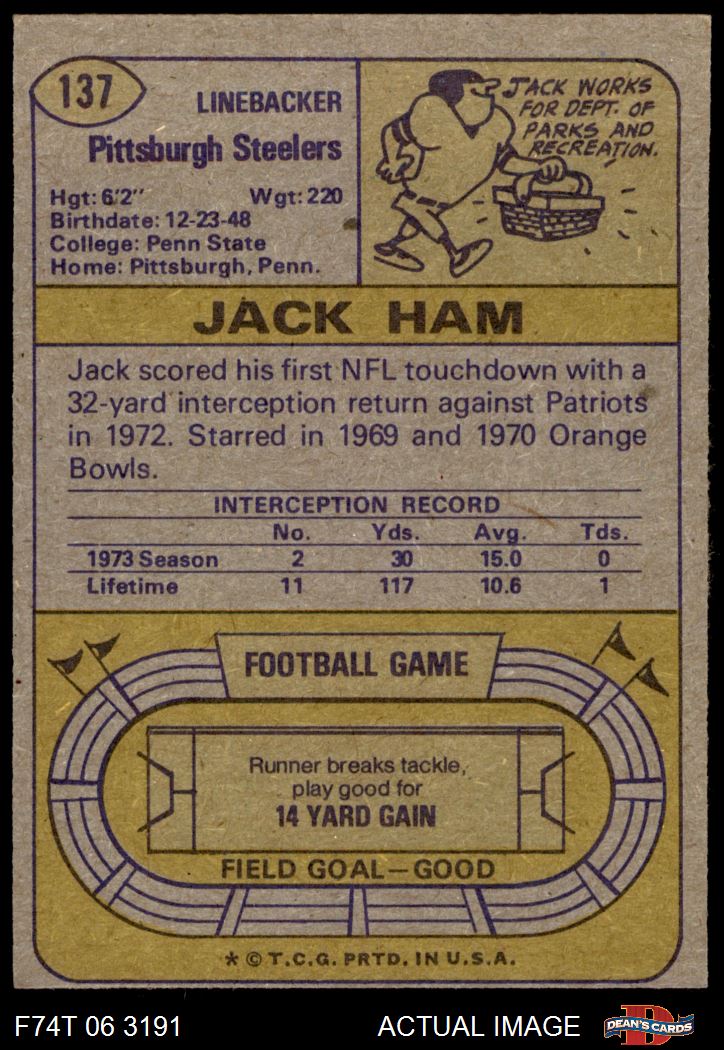 137
LINEBACKER
Pittsburgh Steelers
Hgt: 6'2" Wgt: 220
Birthdate: 12-23-48
College: Penn State
Home: Pittsburgh, Penn.
JACK WORKS
FOR DEPT. OF
PARKS AND
RECREATION.
JACK HAM
Jack scored his first NFL touchdown with a
32-yard interception return against Patriots
in 1972. Starred in 1969 and 1970 Orange
Bowls.
INTERCEPTION RECORD
No. Yds. Avg. Tds.
1973 Season 2 30 15.0 0
Lifetime 11 117 10.6 1
FOOTBALL GAME
Runner breaks tackle,
play good for
14 YARD GAIN
FIELD GOAL—GOOD
* © T.C.G. PRTD. IN U.S.A.
F74T 06 3191 ACTUAL IMAGE
DEAN'S CARDS